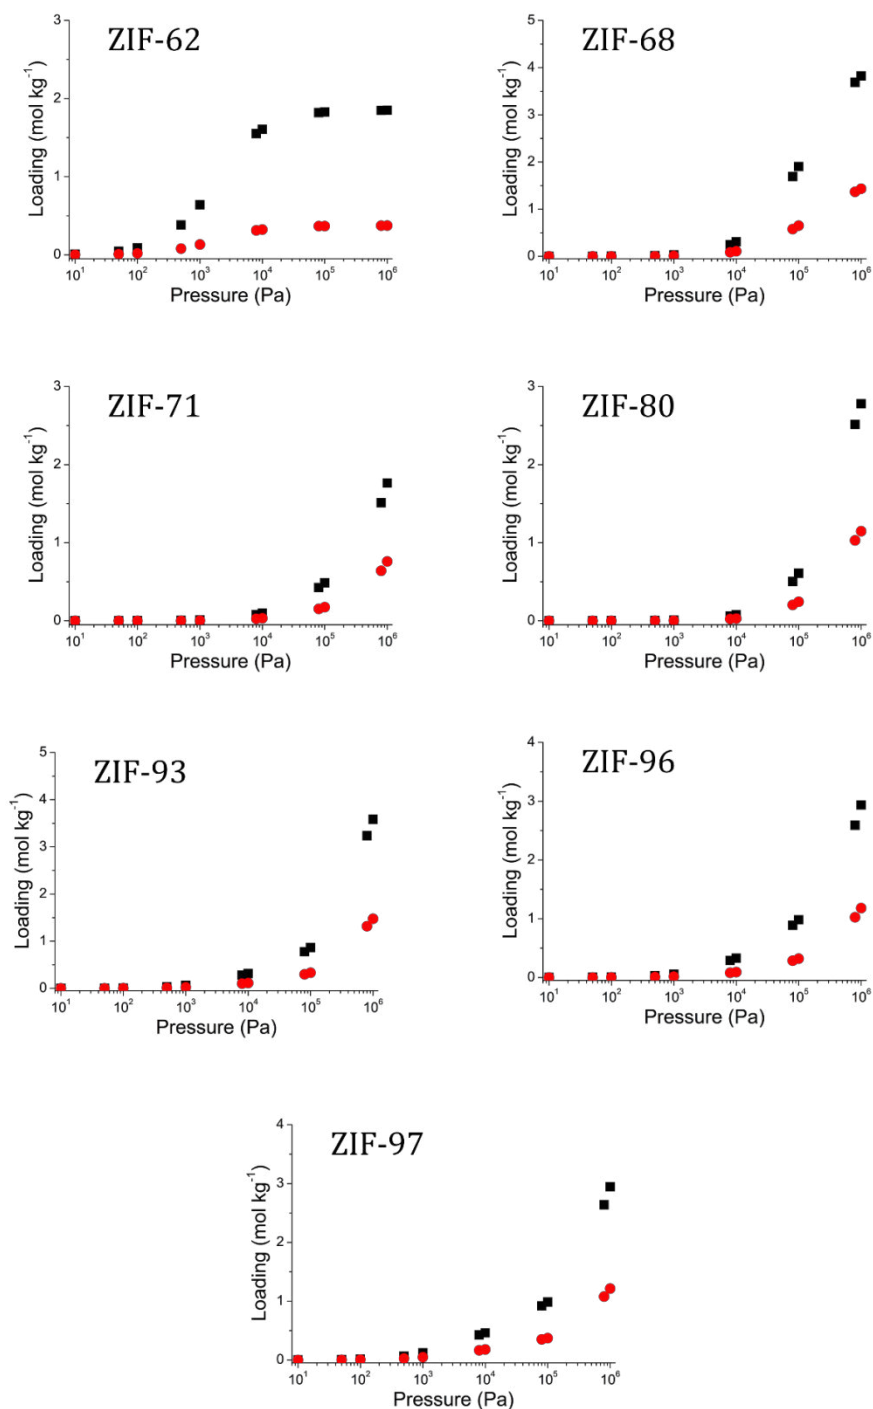 ZIF-62
Loading (mol kg⁻¹)
3
2
1
0
10¹ 10² 10³ 10⁴ 10⁵ 10⁶
Pressure (Pa)
ZIF-68
Loading (mol kg⁻¹)
5
4
3
2
1
0
10¹ 10² 10³ 10⁴ 10⁵ 10⁶
Pressure (Pa)
ZIF-71
Loading (mol kg⁻¹)
3
2
1
0
10¹ 10² 10³ 10⁴ 10⁵ 10⁶
Pressure (Pa)
ZIF-80
Loading (mol kg⁻¹)
3
2
1
0
10¹ 10² 10³ 10⁴ 10⁵ 10⁶
Pressure (Pa)
ZIF-93
Loading (mol kg⁻¹)
5
4
3
2
1
0
10¹ 10² 10³ 10⁴ 10⁵ 10⁶
Pressure (Pa)
ZIF-96
Loading (mol kg⁻¹)
4
3
2
1
0
10¹ 10² 10³ 10⁴ 10⁵ 10⁶
Pressure (Pa)
ZIF-97
Loading (mol kg⁻¹)
4
3
2
1
0
10¹ 10² 10³ 10⁴ 10⁵ 10⁶
Pressure (Pa)